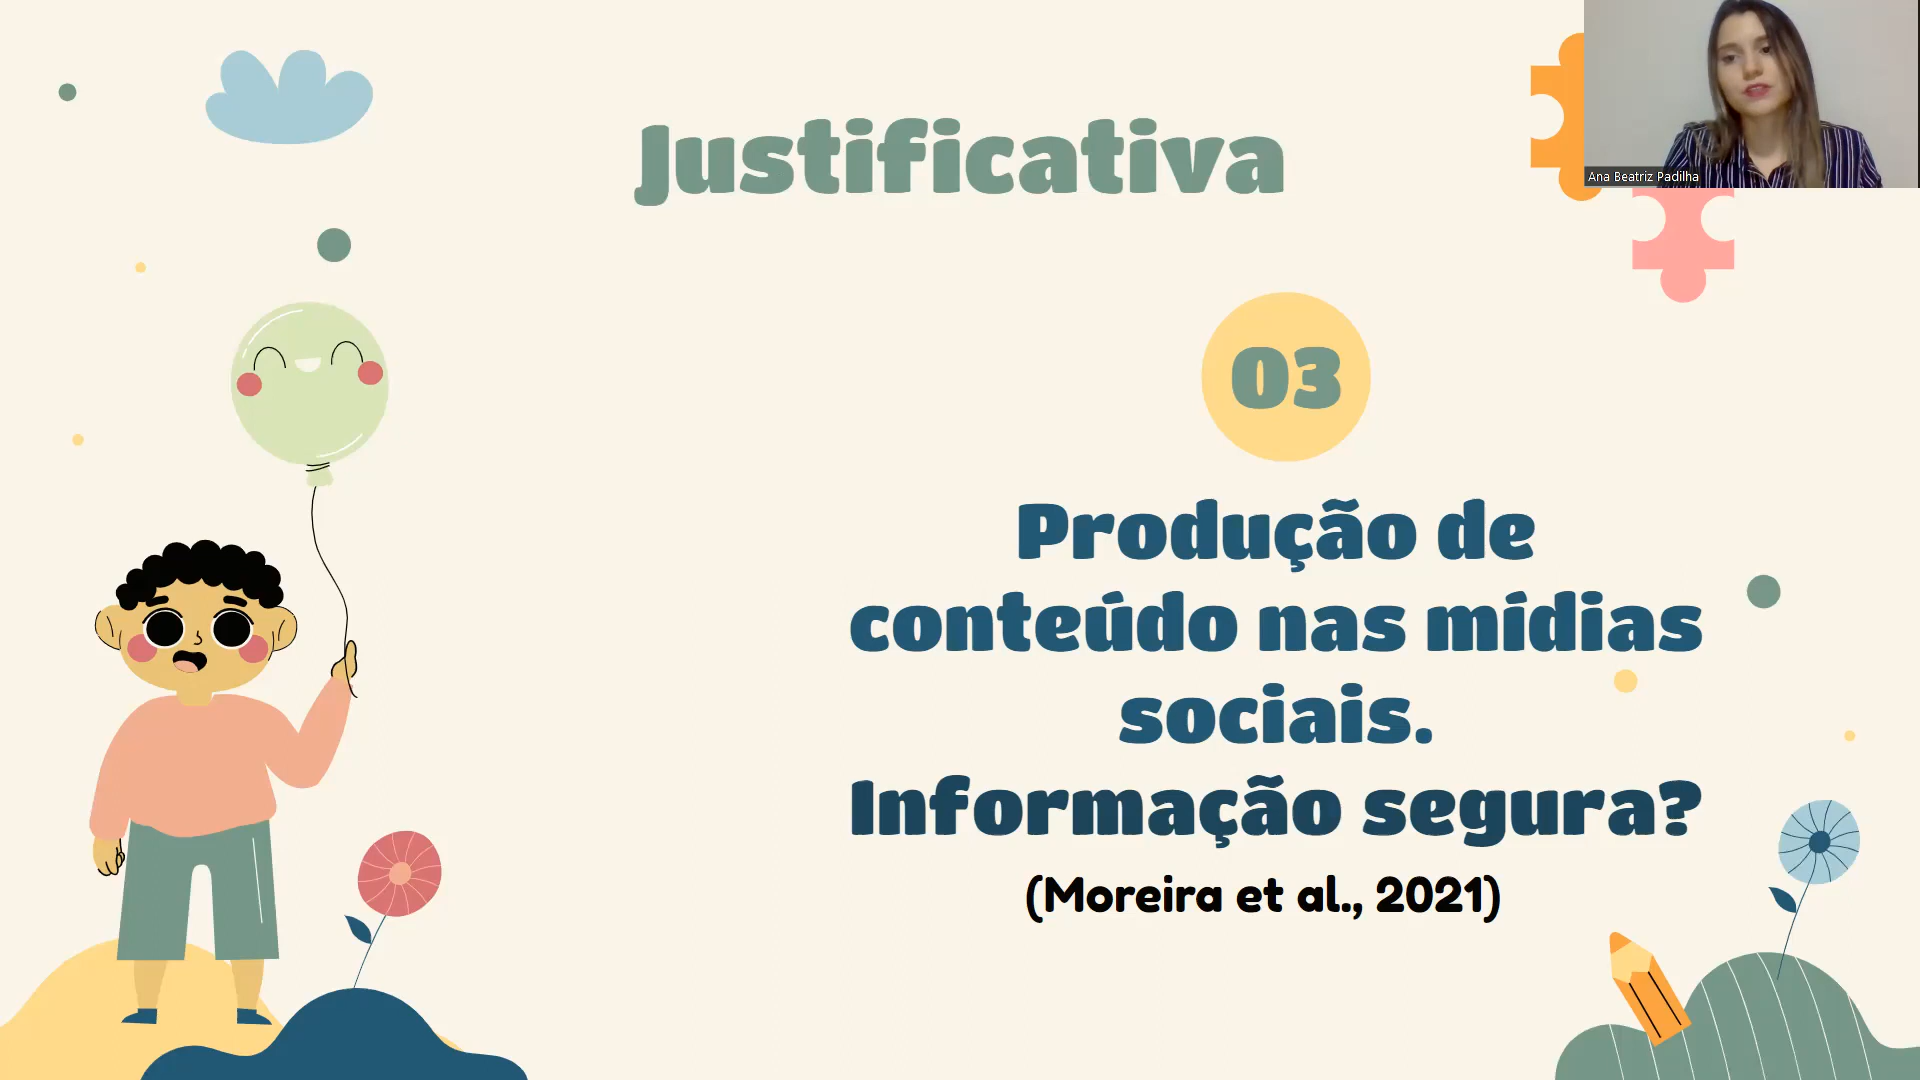 Justificativa
Ana Beatriz Padilha
03
Produção de
conteúdo nas mídias
sociais.
Informação segura?
(Moreira et al., 2021)